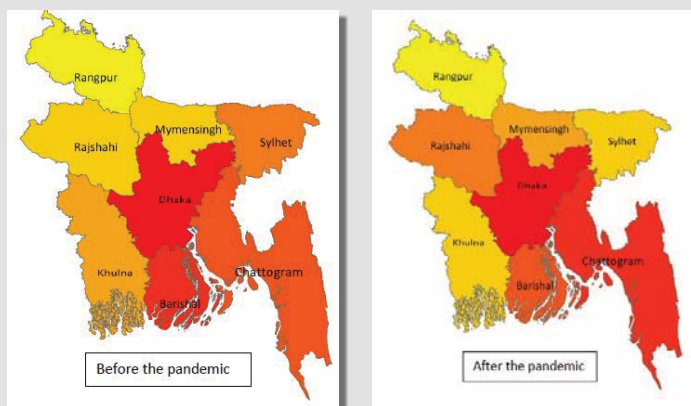 Rangpur
Mymensingh
Sylhet
Rajshahi
Dhaka
Khulna
Chattogram
Barishal
Before the pandemic
Rangpur
Mymensingh
Sylhet
Rajshahi
Dhaka
Khulna
Chattogram
Barishal
After the pandemic